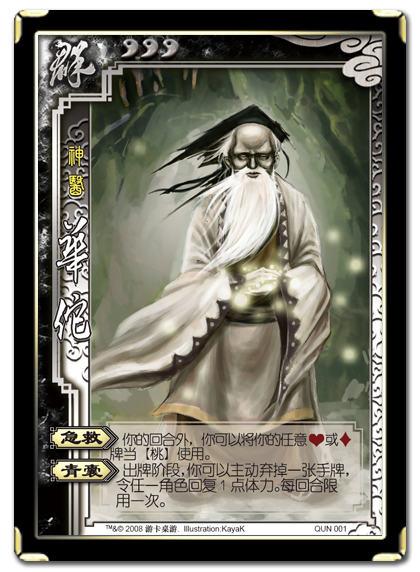 群
神醫
華佗
急救 你的回合外，你可以将你的任意♥或♦
牌当【桃】使用。
青囊 出牌阶段，你可以主动弃掉一张手牌，
令任一角色回复1点体力。每回合限
用一次。
™&© 2008 游卡桌游. Illustration:KayaK QUN 001